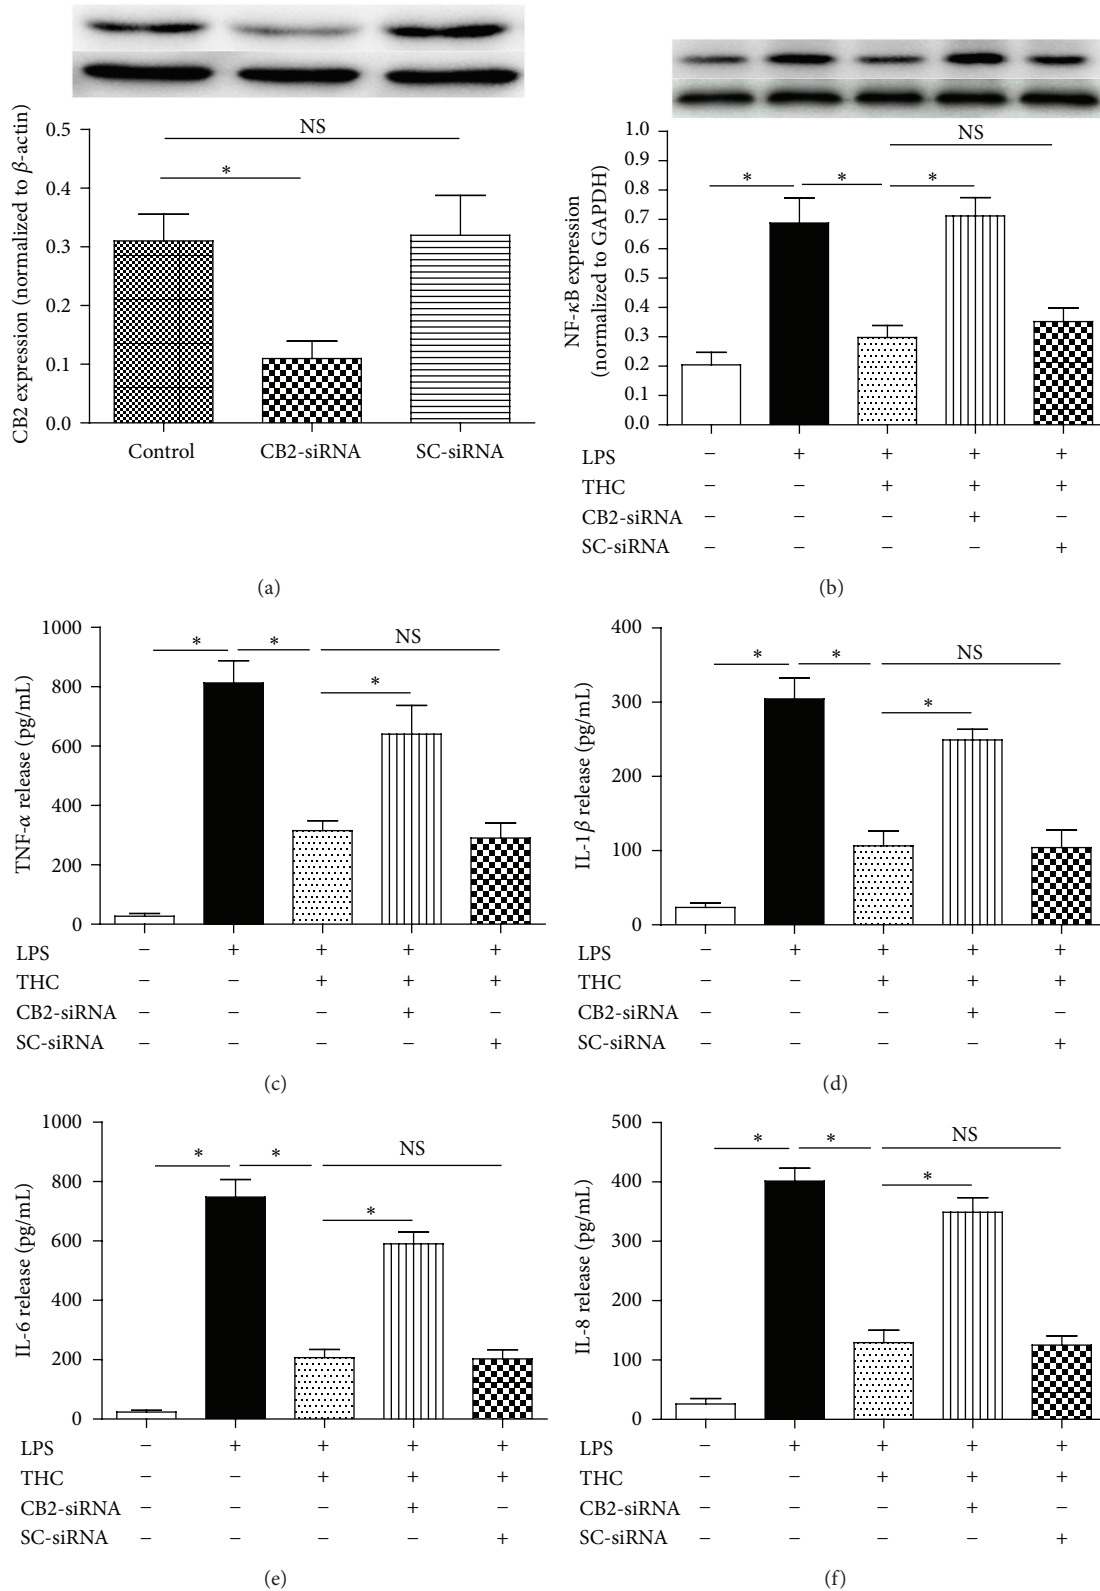 0.5
0.4
0.3
0.2
0.1
0.0
CB2 expression (normalized to β-actin)
NS
*
Control CB2-siRNA SC-siRNA
(a)
1.0
0.9
0.8
0.7
0.6
0.5
0.4
0.3
0.2
0.1
0.0
NF-κB expression
(normalized to GAPDH)
NS
* * *
LPS − + + + +
THC − − + + +
CB2-siRNA − − − + −
SC-siRNA − − − − +
(b)
1000
800
600
400
200
0
TNF-α release (pg/mL)
* * NS
*
LPS − + + + +
THC − − + + +
CB2-siRNA − − − + −
SC-siRNA − − − − +
(c)
400
300
200
100
0
IL-1β release (pg/mL)
* * NS
*
LPS − + + + +
THC − − + + +
CB2-siRNA − − − + −
SC-siRNA − − − − +
(d)
1000
800
600
400
200
0
IL-6 release (pg/mL)
* * NS
*
LPS − + + + +
THC − − + + +
CB2-siRNA − − − + −
SC-siRNA − − − − +
(e)
500
400
300
200
100
0
IL-8 release (pg/mL)
* * NS
*
LPS − + + + +
THC − − + + +
CB2-siRNA − − − + −
SC-siRNA − − − − +
(f)